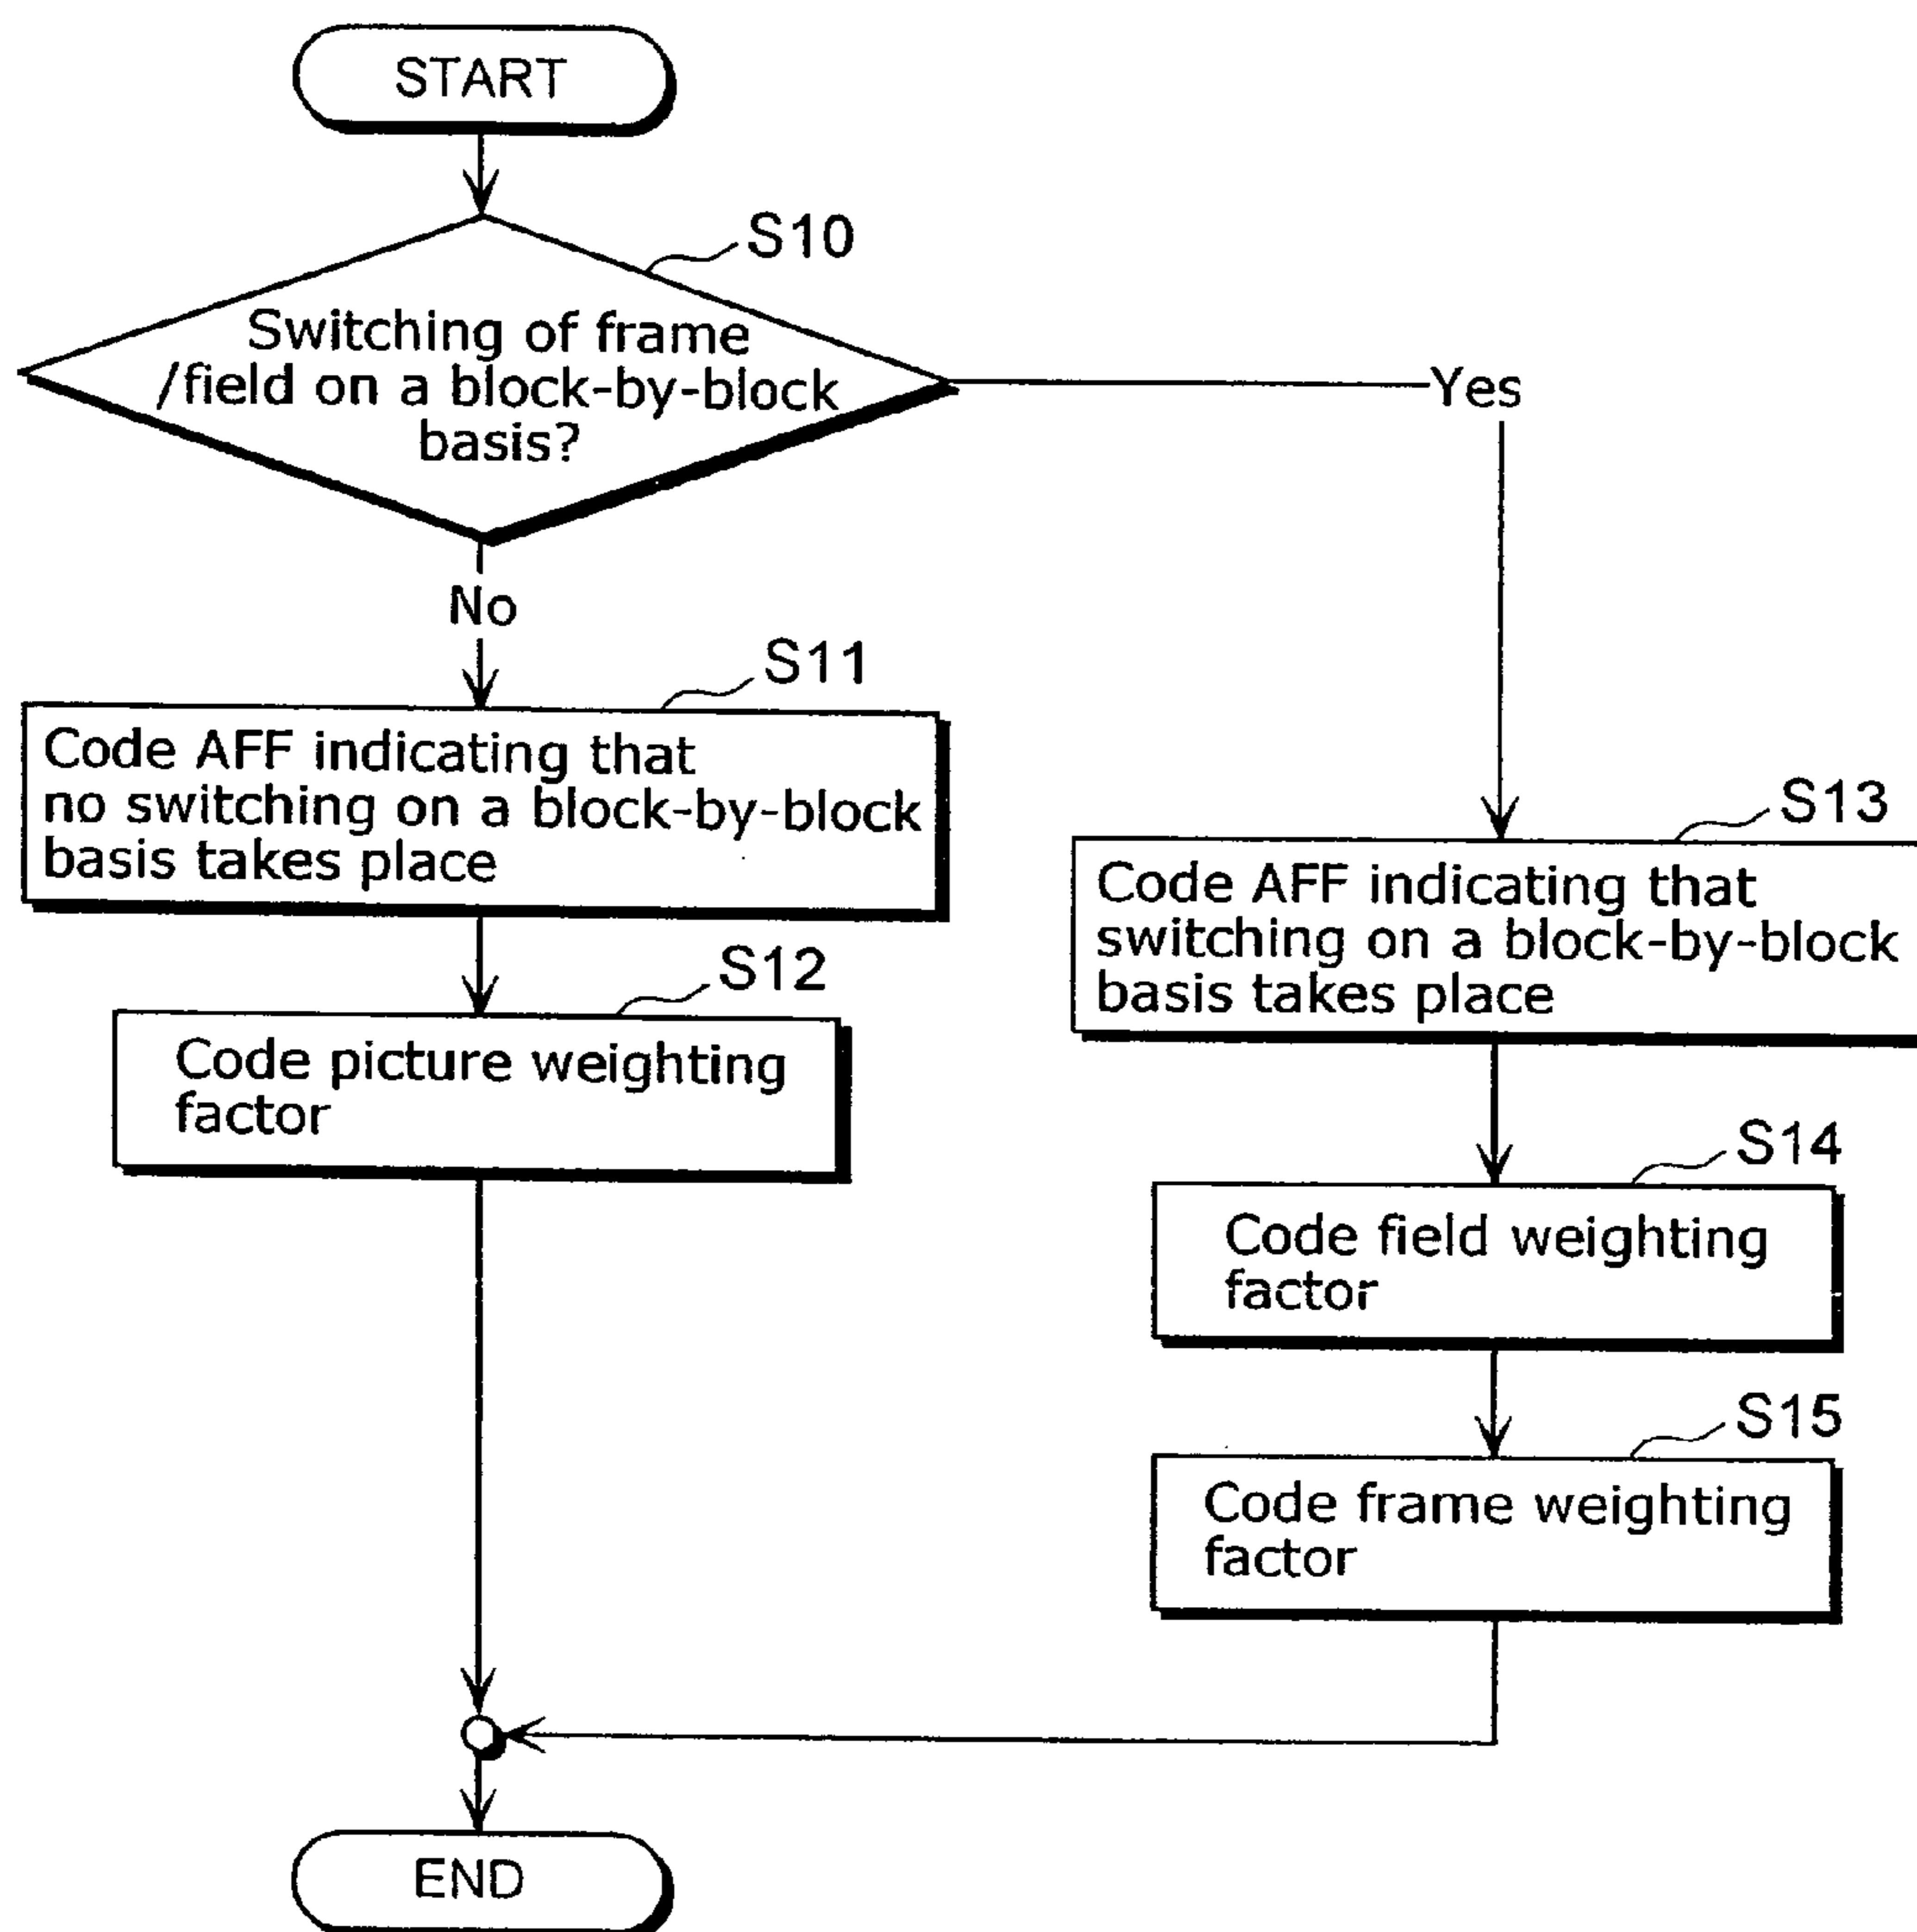 START
S10
Switching of frame
/field on a block-by-block
basis?
Yes
No
S11
Code AFF indicating that
no switching on a block-by-block
basis takes place
S13
Code AFF indicating that
switching on a block-by-block
basis takes place
S12
Code picture weighting
factor
S14
Code field weighting
factor
S15
Code frame weighting
factor
END